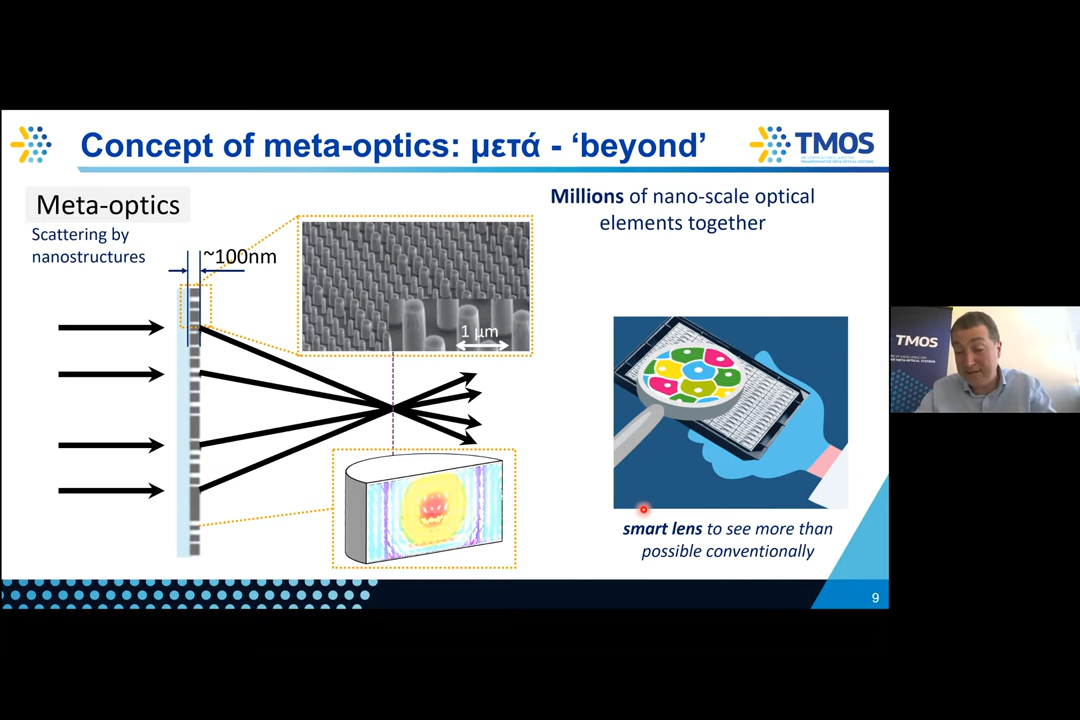 Concept of meta-optics: μετά - ‘beyond’
TMOS
Meta-optics
Scattering by
nanostructures
~100nm
1 μm
Millions of nano-scale optical
elements together
smart lens to see more than
possible conventionally
9
TMOS